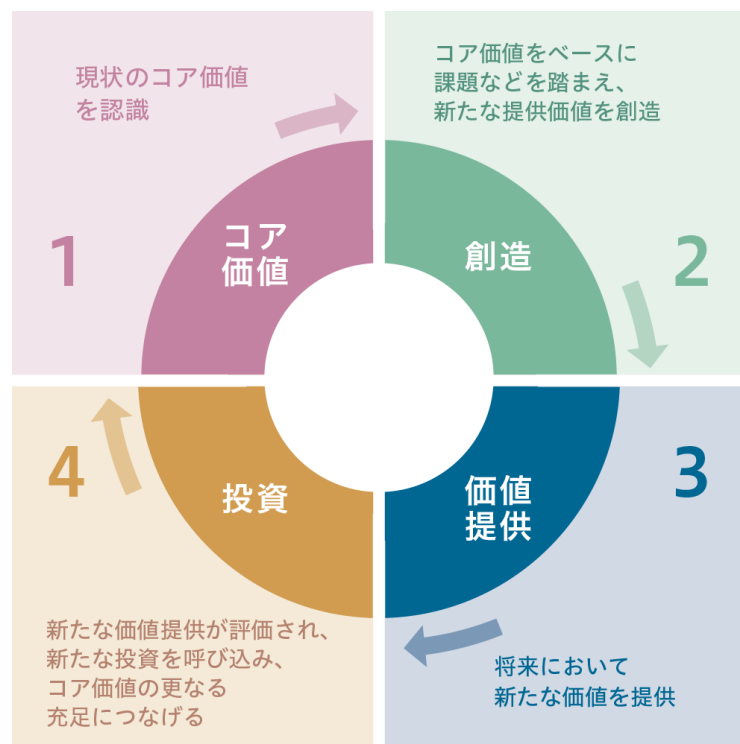 現状のコア価値
を認識
1
コア
価値
コア価値をベースに
課題などを踏まえ、
新たな提供価値を創造
2
創造
3
価値
提供
将来において
新たな価値を提供
4
投資
新たな価値提供が評価され、
新たな投資を呼び込み、
コア価値の更なる
充足につなげる